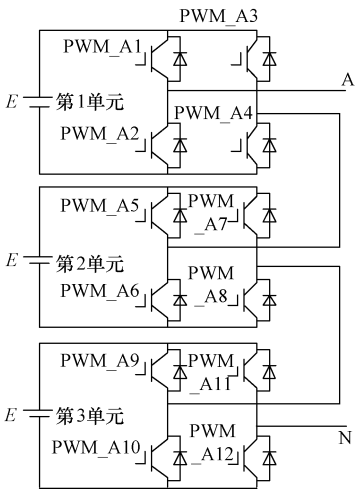 PWM_A3
PWM_A1
A
E 第1单元
PWM_A2
PWM_A4
PWM_A5
PWM
_A7
E 第2单元
PWM_A6
PWM
_A8
PWM_A9
PWM
_A11
E 第3单元
PWM_A10
PWM
_A12
N